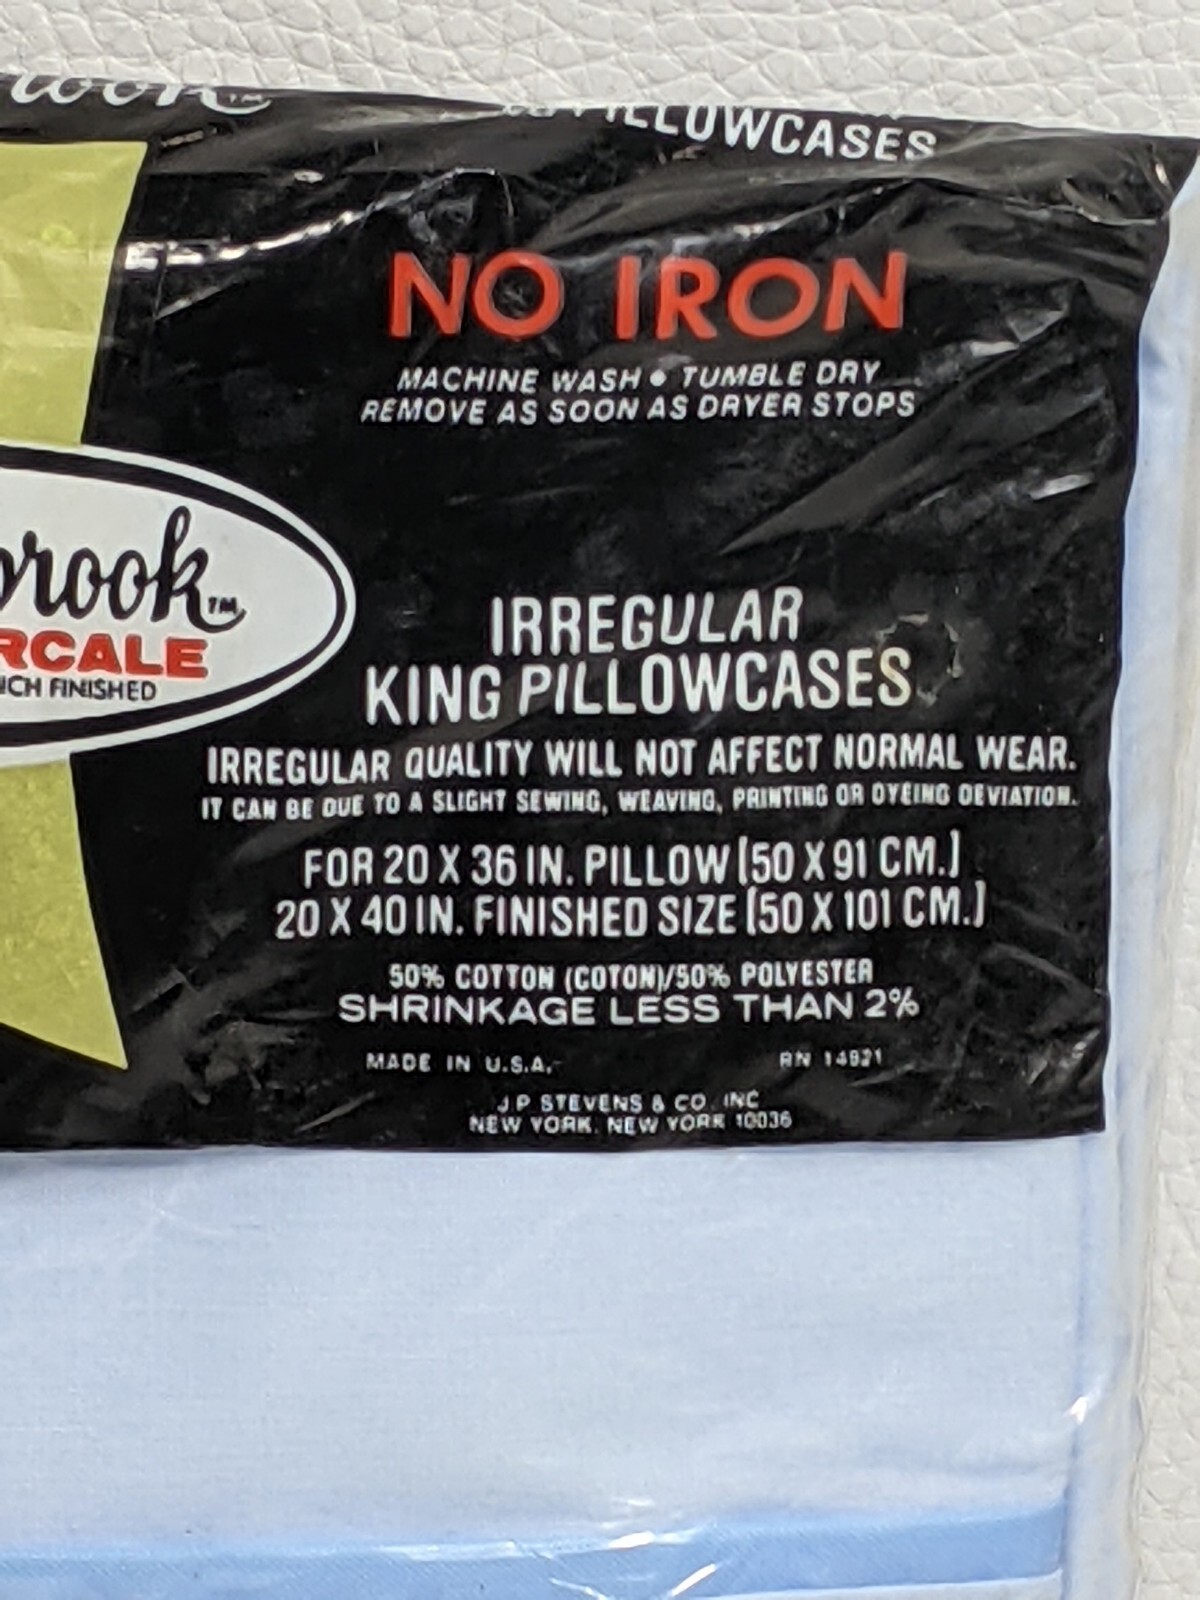 rook™
PILLOWCASES
NO IRON
MACHINE WASH • TUMBLE DRY
REMOVE AS SOON AS DRYER STOPS
brook™
RCALE
ICH FINISHED
IRREGULAR
KING PILLOWCASES
IRREGULAR QUALITY WILL NOT AFFECT NORMAL WEAR.
IT CAN BE DUE TO A SLIGHT SEWING, WEAVING, PRINTING OR DYEING DEVIATION.
FOR 20 X 36 IN. PILLOW (50 X 91 CM.)
20 X 40 IN. FINISHED SIZE (50 X 101 CM.)
50% COTTON (COTON)/50% POLYESTER
SHRINKAGE LESS THAN 2%
MADE IN U.S.A. RN 14921
J.P. STEVENS & CO. INC
NEW YORK, NEW YORK 10036